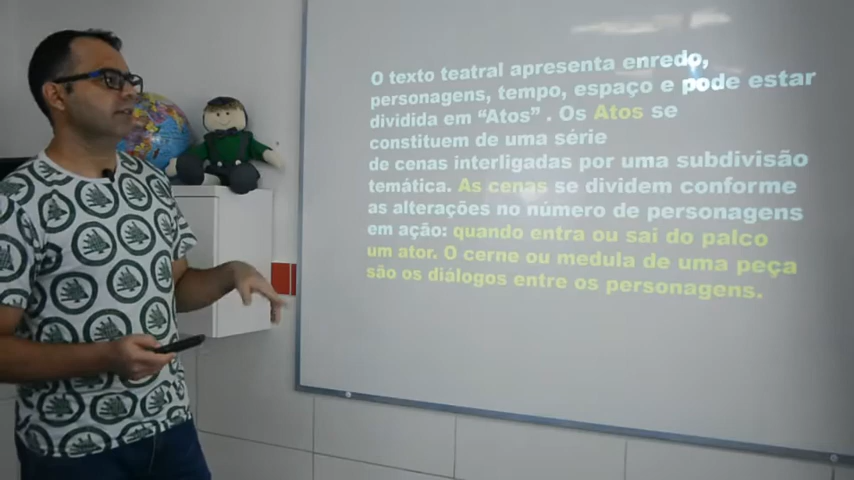 O texto teatral, apresenta enredo,
personagens, tempo, espaço e pode estar
dividida em “Atos” . Os Atos se
constituem de uma série
de cenas interligadas por uma subdivisão
temática. As cenas se dividem conforme
as alterações no número de personagens
em ação: quando entra ou sai do palco
um ator. O cerne ou medula de uma peça
são os diálogos entre os personagens.